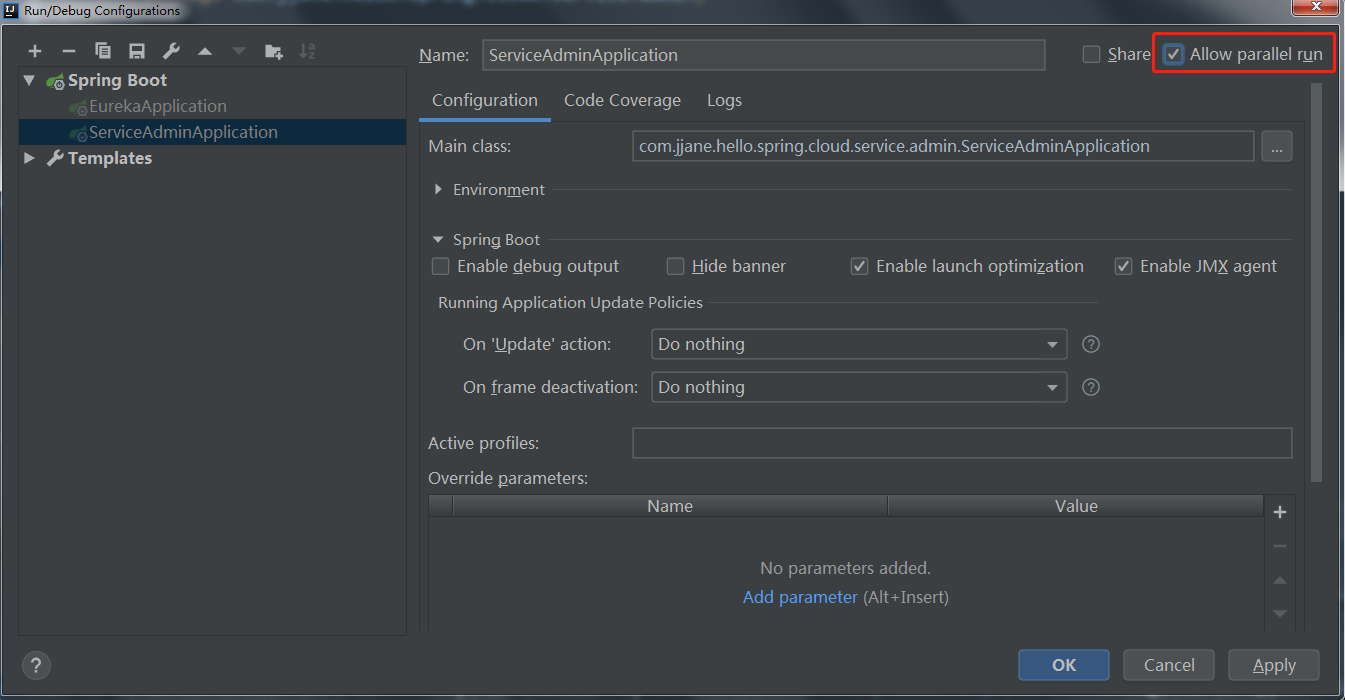 Run/Debug Configurations
Name: ServiceAdminApplication Share Allow parallel run
Spring Boot
EurekaApplication
ServiceAdminApplication
Templates
Configuration Code Coverage Logs
Main class: com.jjane.hello.spring.cloud.service.admin.ServiceAdminApplication ...
Environment
Spring Boot
Enable debug output Hide banner Enable launch optimization Enable JMX agent
Running Application Update Policies
On 'Update' action: Do nothing ?
On frame deactivation: Do nothing ?
Active profiles:
Override parameters:
Name Value
No parameters added.
Add parameter (Alt+Insert)
? OK Cancel Apply